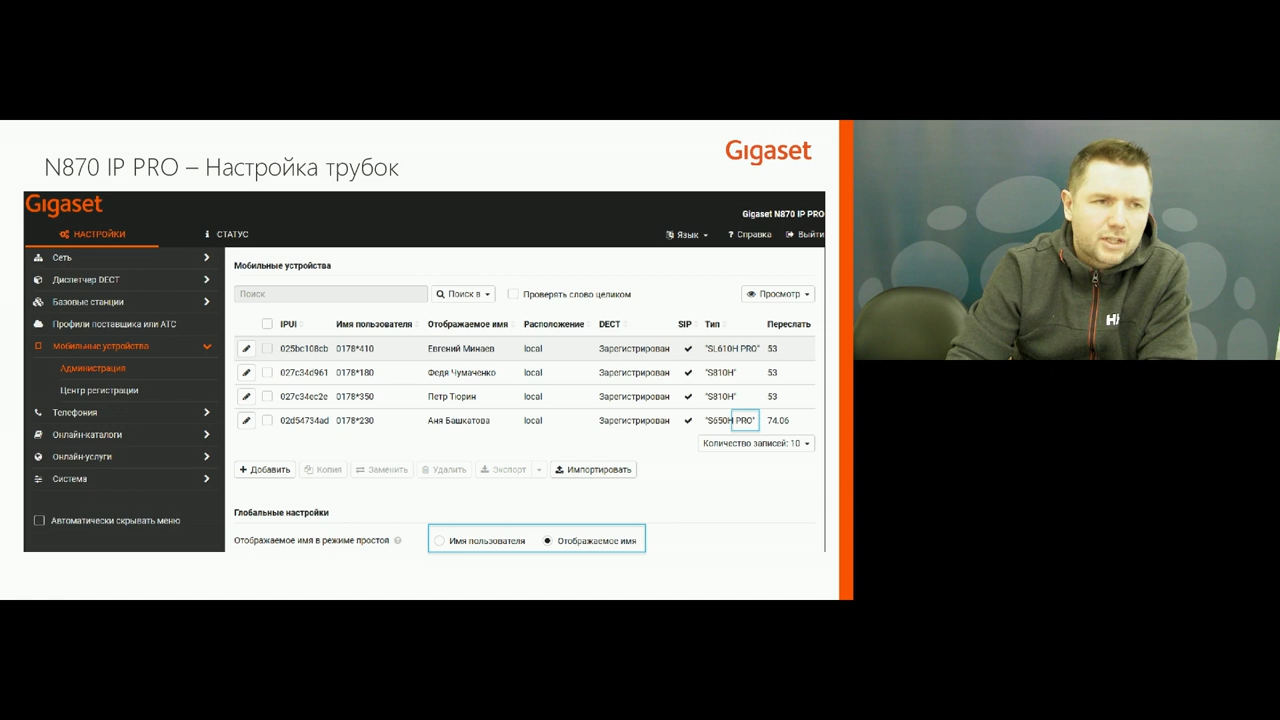 Gigaset
N870 IP PRO – Настройка трубок
Gigaset
Gigaset N870 IP PRO
НАСТРОЙКИ
СТАТУС
Язык
Справка
Выйти
Сеть
Диспетчер DECT
Базовые станции
Профили поставщика или АТС
Мобильные устройства
Администрация
Центр регистрации
Телефония
Онлайн-каталоги
Онлайн-услуги
Система
Автоматически скрывать меню
Мобильные устройства
Поиск
Поиск в
Проверять слово целиком
Просмотр
IPUI Имя пользователя Отображаемое имя Расположение DECT SIP Тип Переслать
025bc108cb 0178*410 Евгений Минаев local Зарегистрирован ✔ "SL610H PRO" 53
027c34d961 0178*180 Федя Чумаченко local Зарегистрирован ✔ "S810H" 53
027c34ec2e 0178*350 Петр Тюрин local Зарегистрирован ✔ "S810H" 53
02d54734ad 0178*230 Аня Башкатова local Зарегистрирован ✔ "S650H PRO" 74.06
Количество записей: 10
Добавить
Копия
Заменить
Удалить
Экспорт
Импортировать
Глобальные настройки
Отображаемое имя в режиме простоя
Имя пользователя
Отображаемое имя
HH